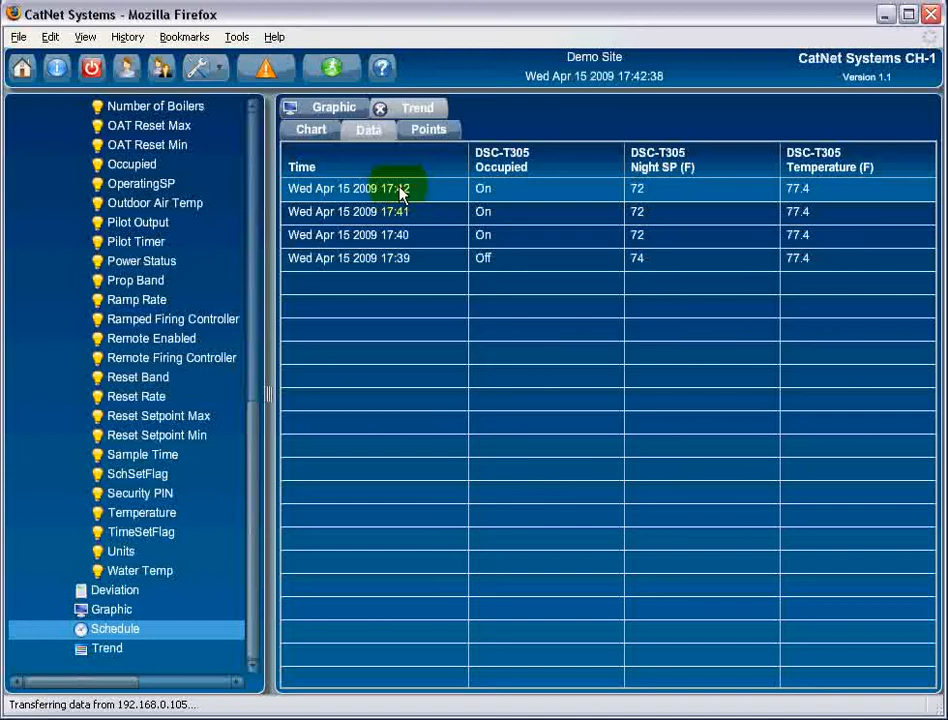 CatNet Systems - Mozilla Firefox
File Edit View History Bookmarks Tools Help
Demo Site
Wed Apr 15 2009 17:42:38
CatNet Systems CH-1
Version 1.1
Number of Boilers
OAT Reset Max
OAT Reset Min
Occupied
OperatingSP
Outdoor Air Temp
Pilot Output
Pilot Timer
Power Status
Prop Band
Ramp Rate
Ramped Firing Controller
Remote Enabled
Remote Firing Controller
Reset Band
Reset Rate
Reset Setpoint Max
Reset Setpoint Min
Sample Time
SchSetFlag
Security PIN
Temperature
TimeSetFlag
Units
Water Temp
Deviation
Graphic
Schedule
Trend
Graphic Trend
Chart Data Points
DSC-T305 DSC-T305 DSC-T305
Time Occupied Night SP (F) Temperature (F)
Wed Apr 15 2009 17:42 On 72 77.4
Wed Apr 15 2009 17:41 On 72 77.4
Wed Apr 15 2009 17:40 On 72 77.4
Wed Apr 15 2009 17:39 Off 74 77.4
Transferring data from 192.168.0.105...